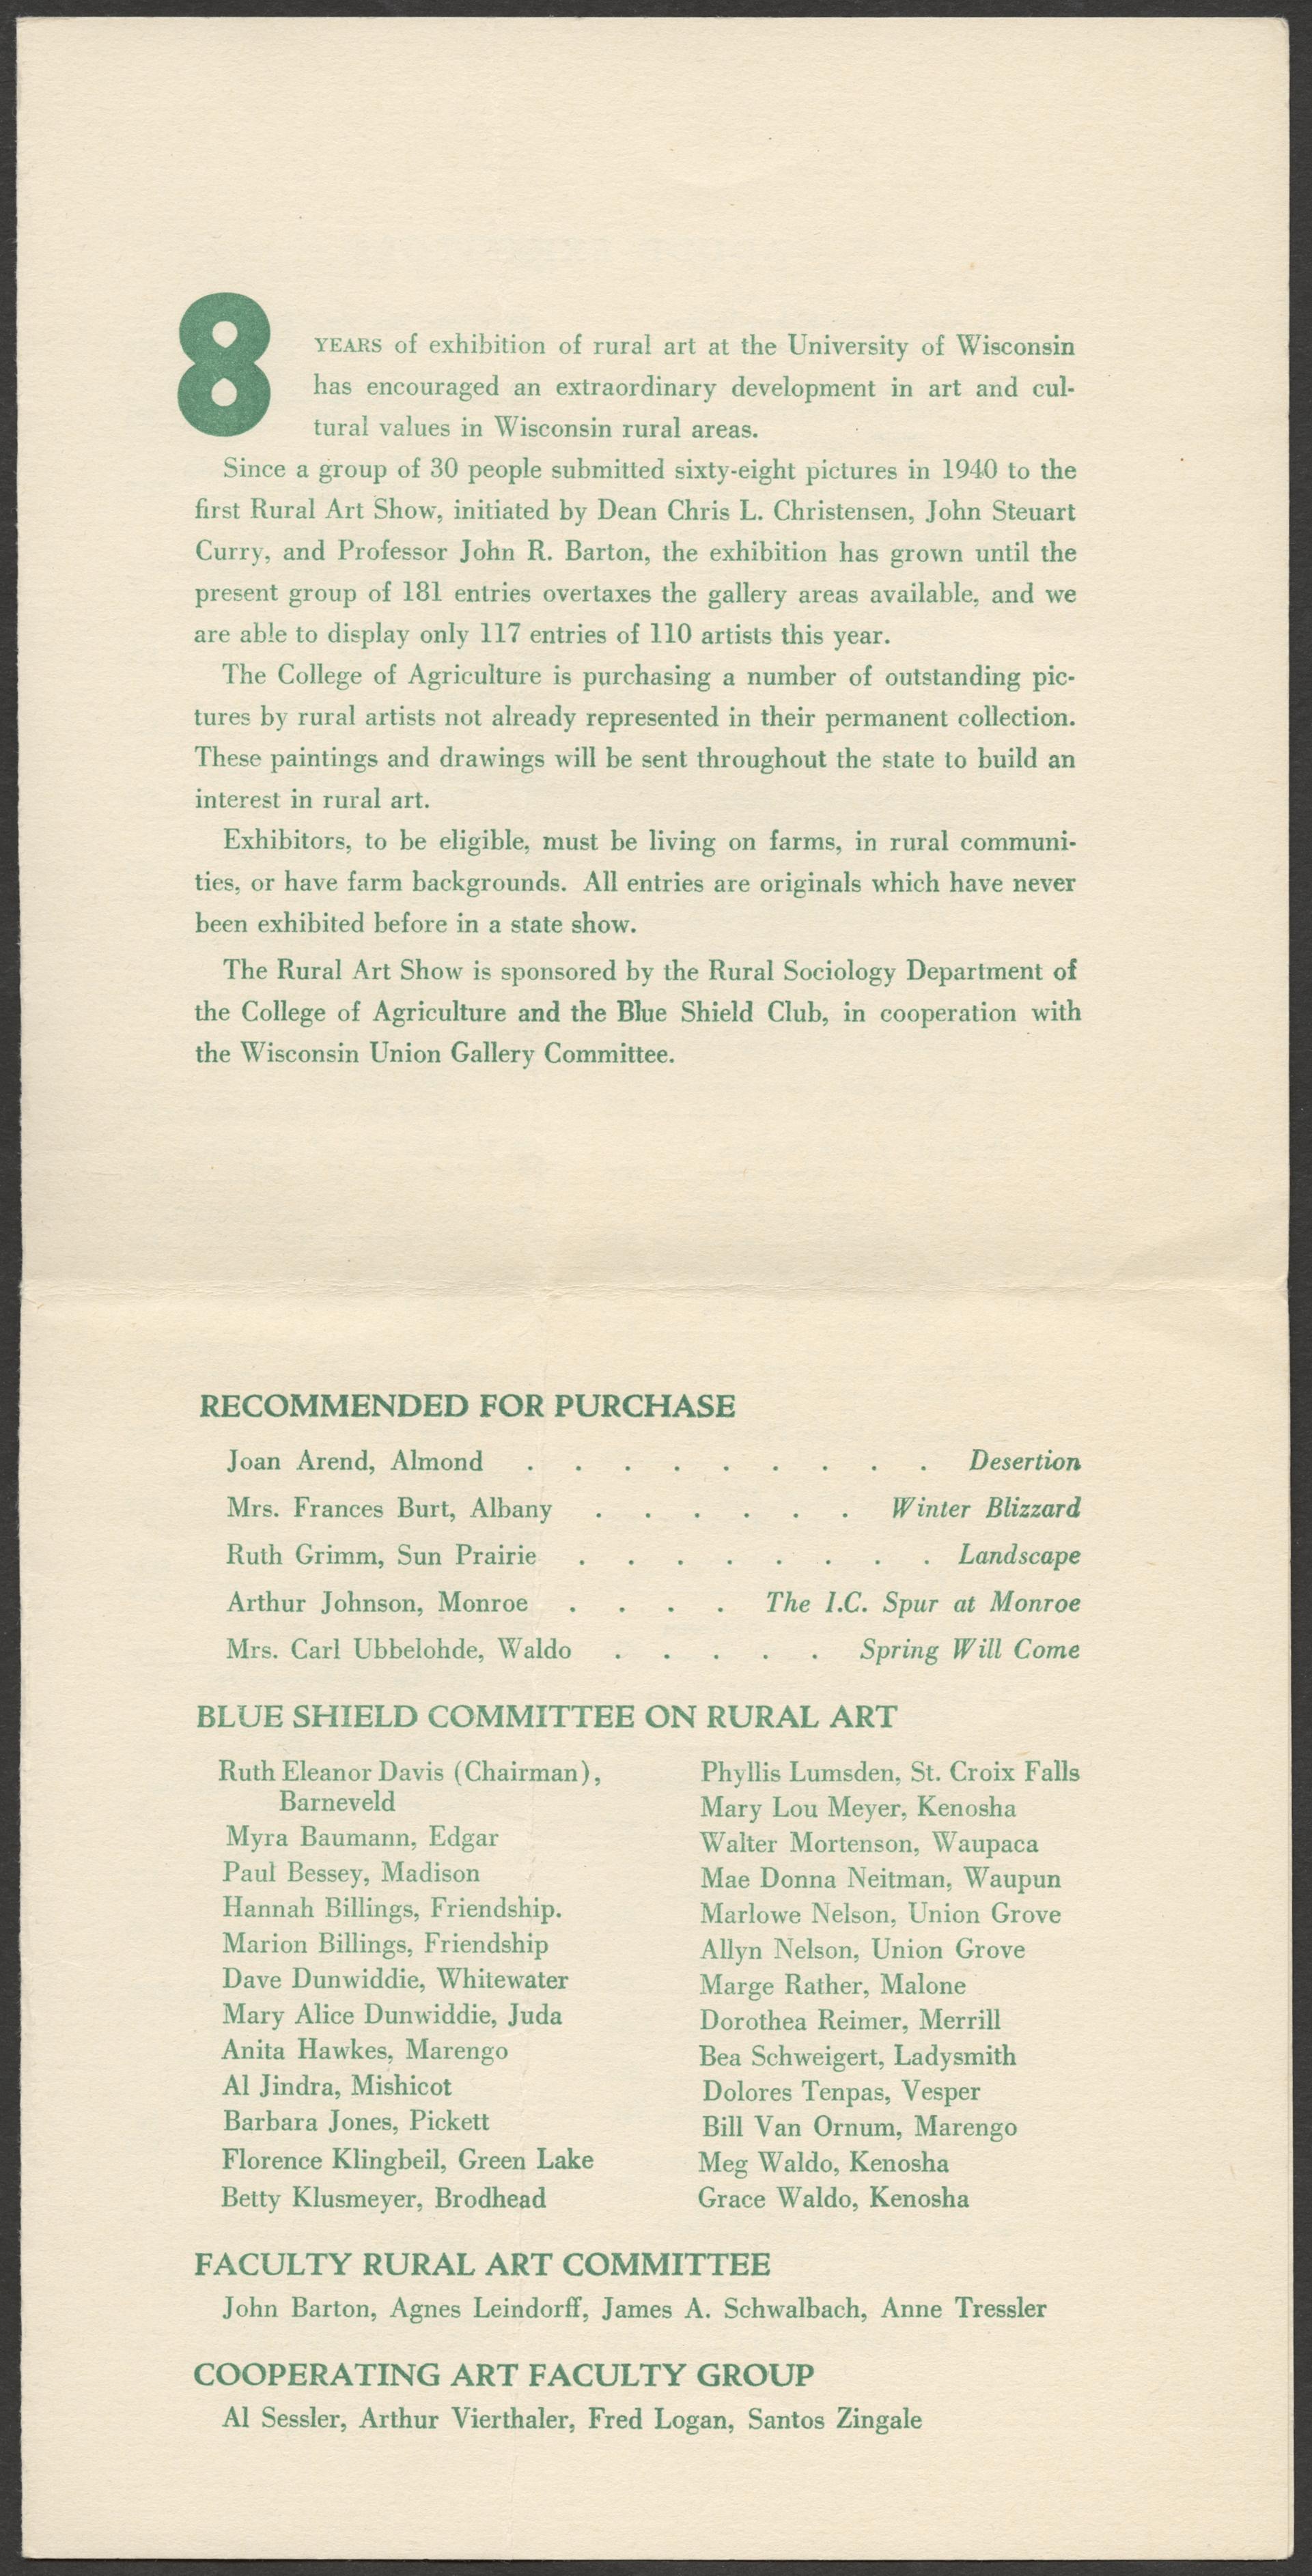 8 YEARS of exhibition of rural art at the University of Wisconsin
has encouraged an extraordinary development in art and cul-
tural values in Wisconsin rural areas.
Since a group of 30 people submitted sixty-eight pictures in 1940 to the
first Rural Art Show, initiated by Dean Chris L. Christensen, John Steuart
Curry, and Professor John R. Barton, the exhibition has grown until the
present group of 181 entries overtaxes the gallery areas available, and we
are able to display only 117 entries of 110 artists this year.
The College of Agriculture is purchasing a number of outstanding pic-
tures by rural artists not already represented in their permanent collection.
These paintings and drawings will be sent throughout the state to build an
interest in rural art.
Exhibitors, to be eligible, must be living on farms, in rural communi-
ties, or have farm backgrounds. All entries are originals which have never
been exhibited before in a state show.
The Rural Art Show is sponsored by the Rural Sociology Department of
the College of Agriculture and the Blue Shield Club, in cooperation with
the Wisconsin Union Gallery Committee.
RECOMMENDED FOR PURCHASE
Joan Arend, Almond . . . . . . . . . Desertion
Mrs. Frances Burt, Albany . . . . . . Winter Blizzard
Ruth Grimm, Sun Prairie . . . . . . . . Landscape
Arthur Johnson, Monroe . . . . The I.C. Spur at Monroe
Mrs. Carl Ubbelohde, Waldo . . . . . Spring Will Come
BLUE SHIELD COMMITTEE ON RURAL ART
Ruth Eleanor Davis (Chairman),
Barneveld
Myra Baumann, Edgar
Paul Bessey, Madison
Hannah Billings, Friendship.
Marion Billings, Friendship
Dave Dunwiddie, Whitewater
Mary Alice Dunwiddie, Juda
Anita Hawkes, Marengo
Al Jindra, Mishicot
Barbara Jones, Pickett
Florence Klingbeil, Green Lake
Betty Klusmeyer, Brodhead
Phyllis Lumsden, St. Croix Falls
Mary Lou Meyer, Kenosha
Walter Mortenson, Waupaca
Mae Donna Neitman, Waupun
Marlowe Nelson, Union Grove
Allyn Nelson, Union Grove
Marge Rather, Malone
Dorothea Reimer, Merrill
Bea Schweigert, Ladysmith
Dolores Tenpas, Vesper
Bill Van Ornum, Marengo
Meg Waldo, Kenosha
Grace Waldo, Kenosha
FACULTY RURAL ART COMMITTEE
John Barton, Agnes Leindorff, James A. Schwalbach, Anne Tressler
COOPERATING ART FACULTY GROUP
Al Sessler, Arthur Vierthaler, Fred Logan, Santos Zingale